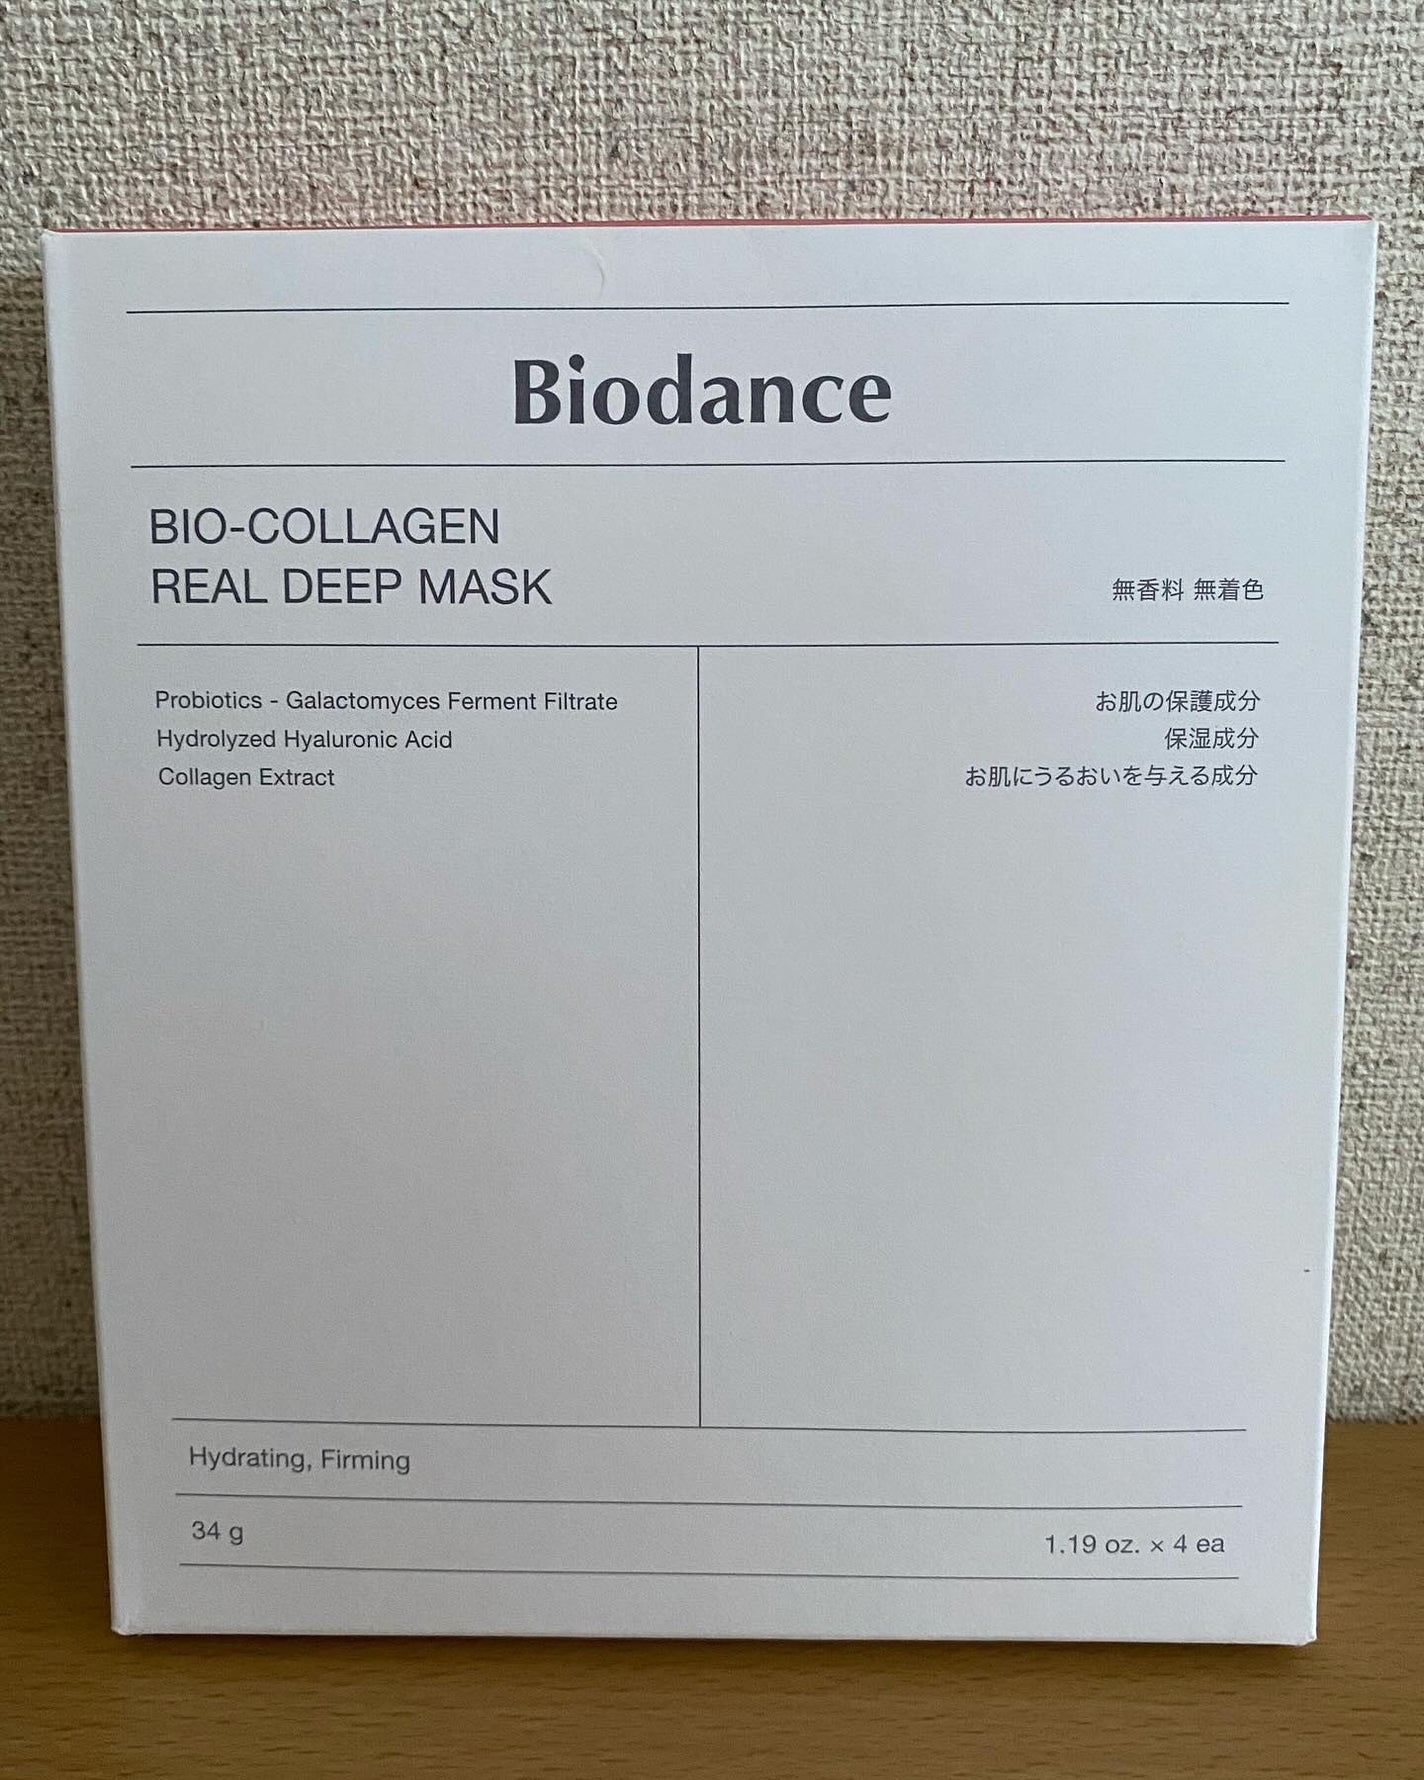 Biodance
BIO-COLLAGEN
REAL DEEP MASK
無香料 無着色
Probiotics - Galactomyces Ferment Filtrate
お肌の保護成分
Hydrolyzed Hyaluronic Acid
保湿成分
Collagen Extract
お肌にうるおいを与える成分
Hydrating, Firming
34 g
1.19 oz. × 4 ea